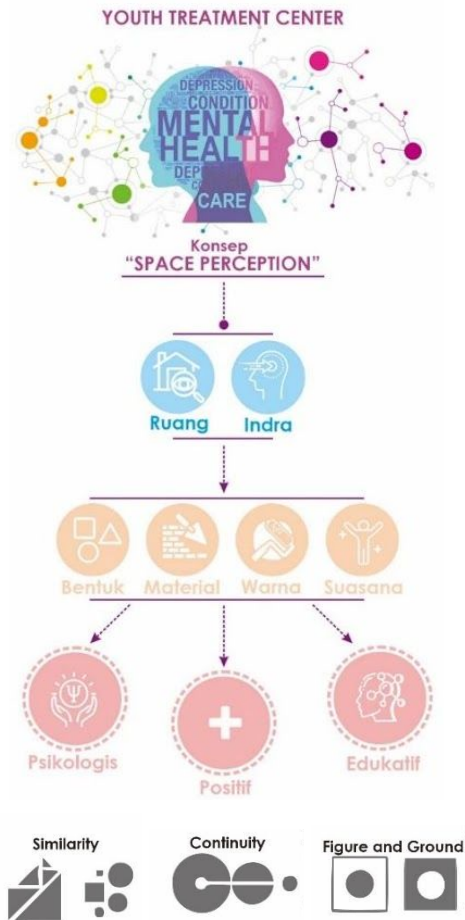 YOUTH TREATMENT CENTER
DEPRESSION
CONDITION
MENTAL
HEALTH
CARE
Konsep
“SPACE PERCEPTION”
Ruang Indra
Bentuk Material Warna Suasana
Psikologis Positif Edukatif
Similarity Continuity Figure and Ground